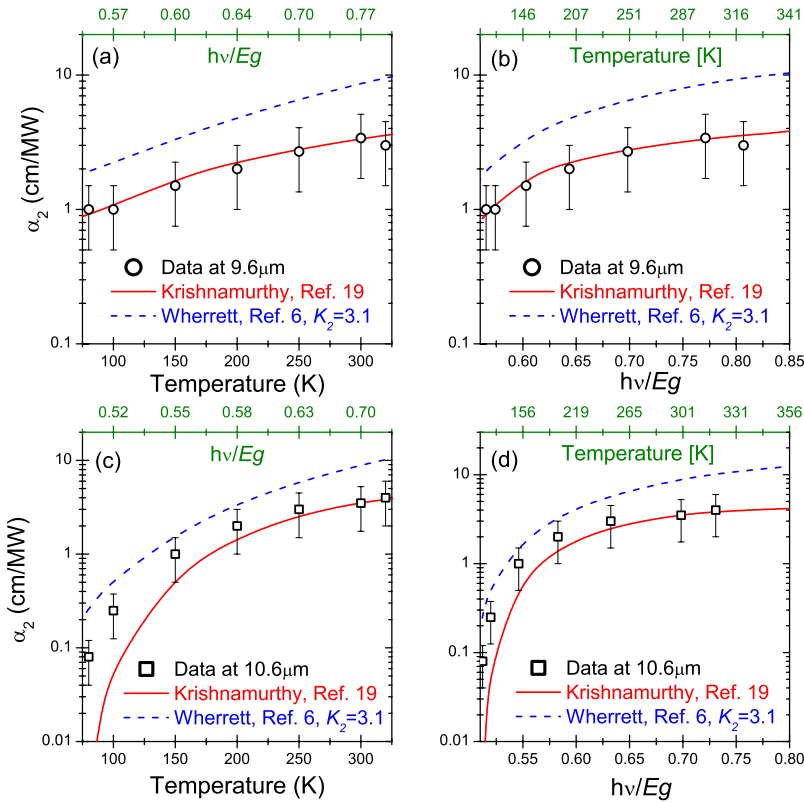 0.57 0.60 0.64 0.70 0.77
146 207 251 287 316 341
(a)
hν/Eg
(b)
Temperature [K]
10
1
0.1
α₂ (cm/MW)
Data at 9.6μm
Krishnamurthy, Ref. 19
Wherrett, Ref. 6, K₂=3.1
100 150 200 250 300
Temperature (K)
10
1
0.1
Data at 9.6μm
Krishnamurthy, Ref. 19
Wherrett, Ref. 6, K₂=3.1
0.60 0.65 0.70 0.75 0.80 0.85
hν/Eg
0.52 0.55 0.58 0.63 0.70
156 219 265 301 331 356
(c)
hν/Eg
(d)
Temperature [K]
10
1
0.1
0.01
α₂ (cm/MW)
Data at 10.6μm
Krishnamurthy, Ref. 19
Wherrett, Ref. 6, K₂=3.1
100 150 200 250 300
Temperature (K)
10
1
0.1
0.01
Data at 10.6μm
Krishnamurthy, Ref. 19
Wherrett, Ref. 6, K₂=3.1
0.55 0.60 0.65 0.70 0.75 0.80
hν/Eg